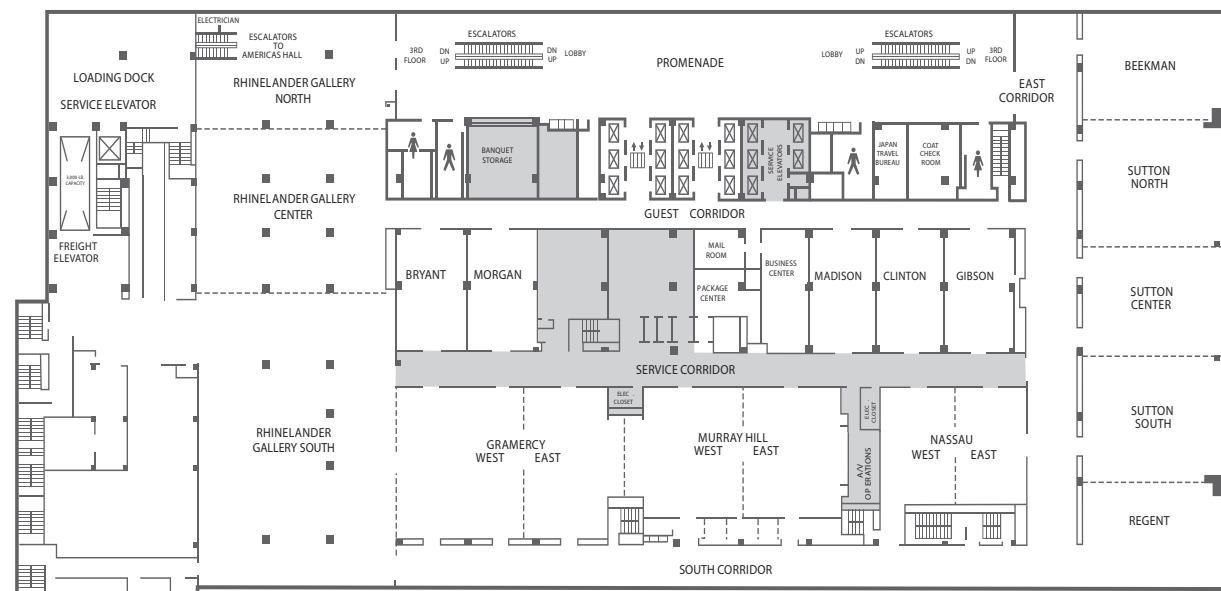 ELECTRICIAN
ESCALATORS
TO
AMERICAS HALL
LOADING DOCK
SERVICE ELEVATOR
3,000 LB.
CAPACITY
FREIGHT
ELEVATOR
RHINELANDER GALLERY
NORTH
RHINELANDER GALLERY
CENTER
RHINELANDER
GALLERY SOUTH
3RD
FLOOR
DN
UP
ESCALATORS
DN
UP
LOBBY
PROMENADE
LOBBY
UP
DN
ESCALATORS
UP
DN
3RD
FLOOR
EAST
CORRIDOR
BANQUET
STORAGE
SERVICE
ELEVATORS
JAPAN
TRAVEL
BUREAU
COAT
CHECK
ROOM
GUEST CORRIDOR
BRYANT
MORGAN
MAIL
ROOM
PACKAGE
CENTER
BUSINESS
CENTER
MADISON
CLINTON
GIBSON
SERVICE CORRIDOR
ELEC.
CLOSET
ELEC.
CLOSET
GRAMERCY
WEST EAST
MURRAY HILL
WEST EAST
A/V
OPERATIONS
NASSAU
WEST EAST
SOUTH CORRIDOR
BEEKMAN
SUTTON
NORTH
SUTTON
CENTER
SUTTON
SOUTH
REGENT